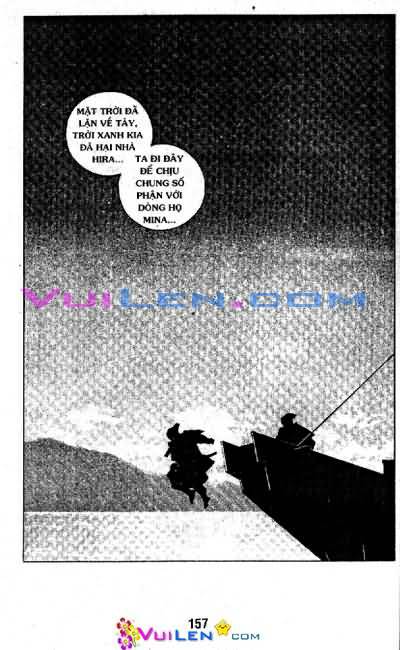 MẶT TRỜI ĐÃ
LẶN VỀ TÂY,
TRỜI XANH KIA
ĐÃ HẠI NHÀ
HIRA...
TA ĐI ĐÂY
ĐỂ CHỊU
CHUNG SỐ
PHẬN VỚI
DÒNG HỌ
MINA...
VUILEN.COM
157
VUILEN COM